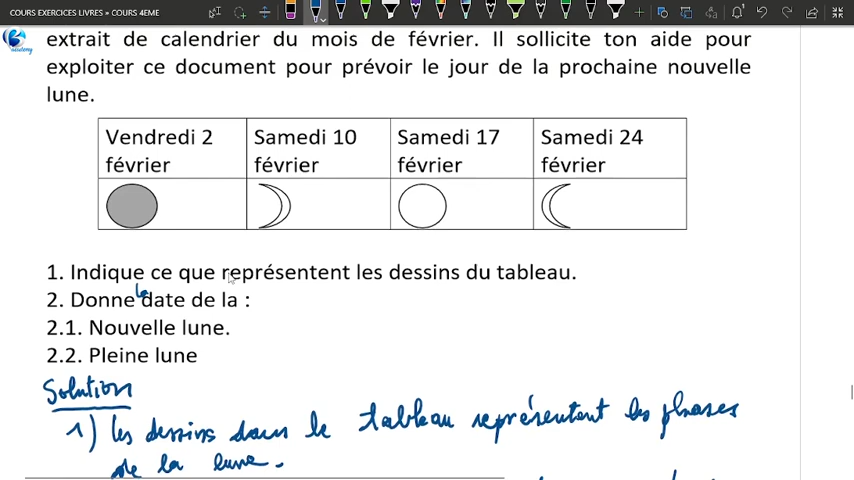 COURS EXERCICES LIVRES » COURS 4EME
extrait de calendrier du mois de février. Il sollicite ton aide pour
exploiter ce document pour prévoir le jour de la prochaine nouvelle
lune.
Vendredi 2 février
Samedi 10 février
Samedi 17 février
Samedi 24 février
1. Indique ce que représentent les dessins du tableau.
2. Donne la date de la :
2.1. Nouvelle lune.
2.2. Pleine lune
Solution
1) les dessins dans le tableau représentent les phases
de la lune.